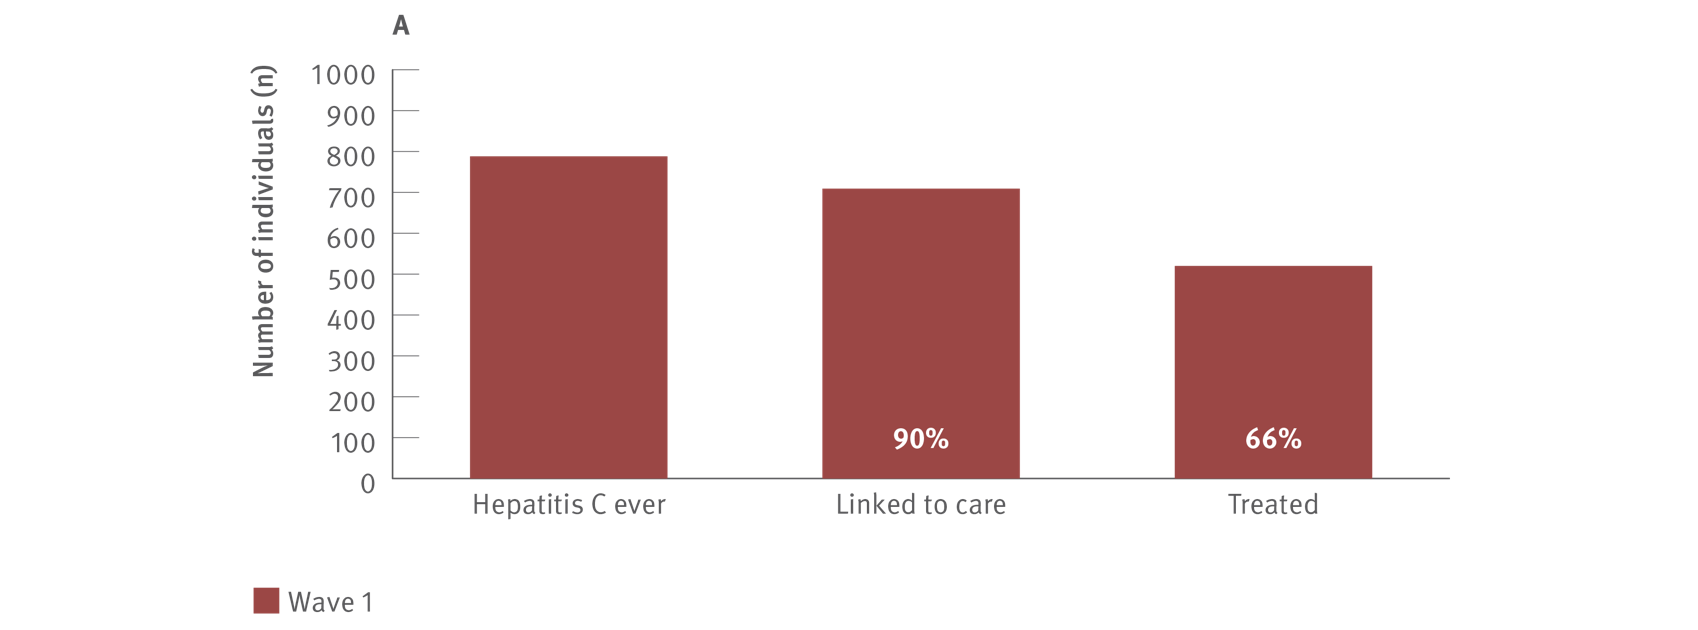 A
Number of individuals (n)
1000
900
800
700
600
500
400
300
200
100
0
90%
66%
Hepatitis C ever
Linked to care
Treated
Wave 1